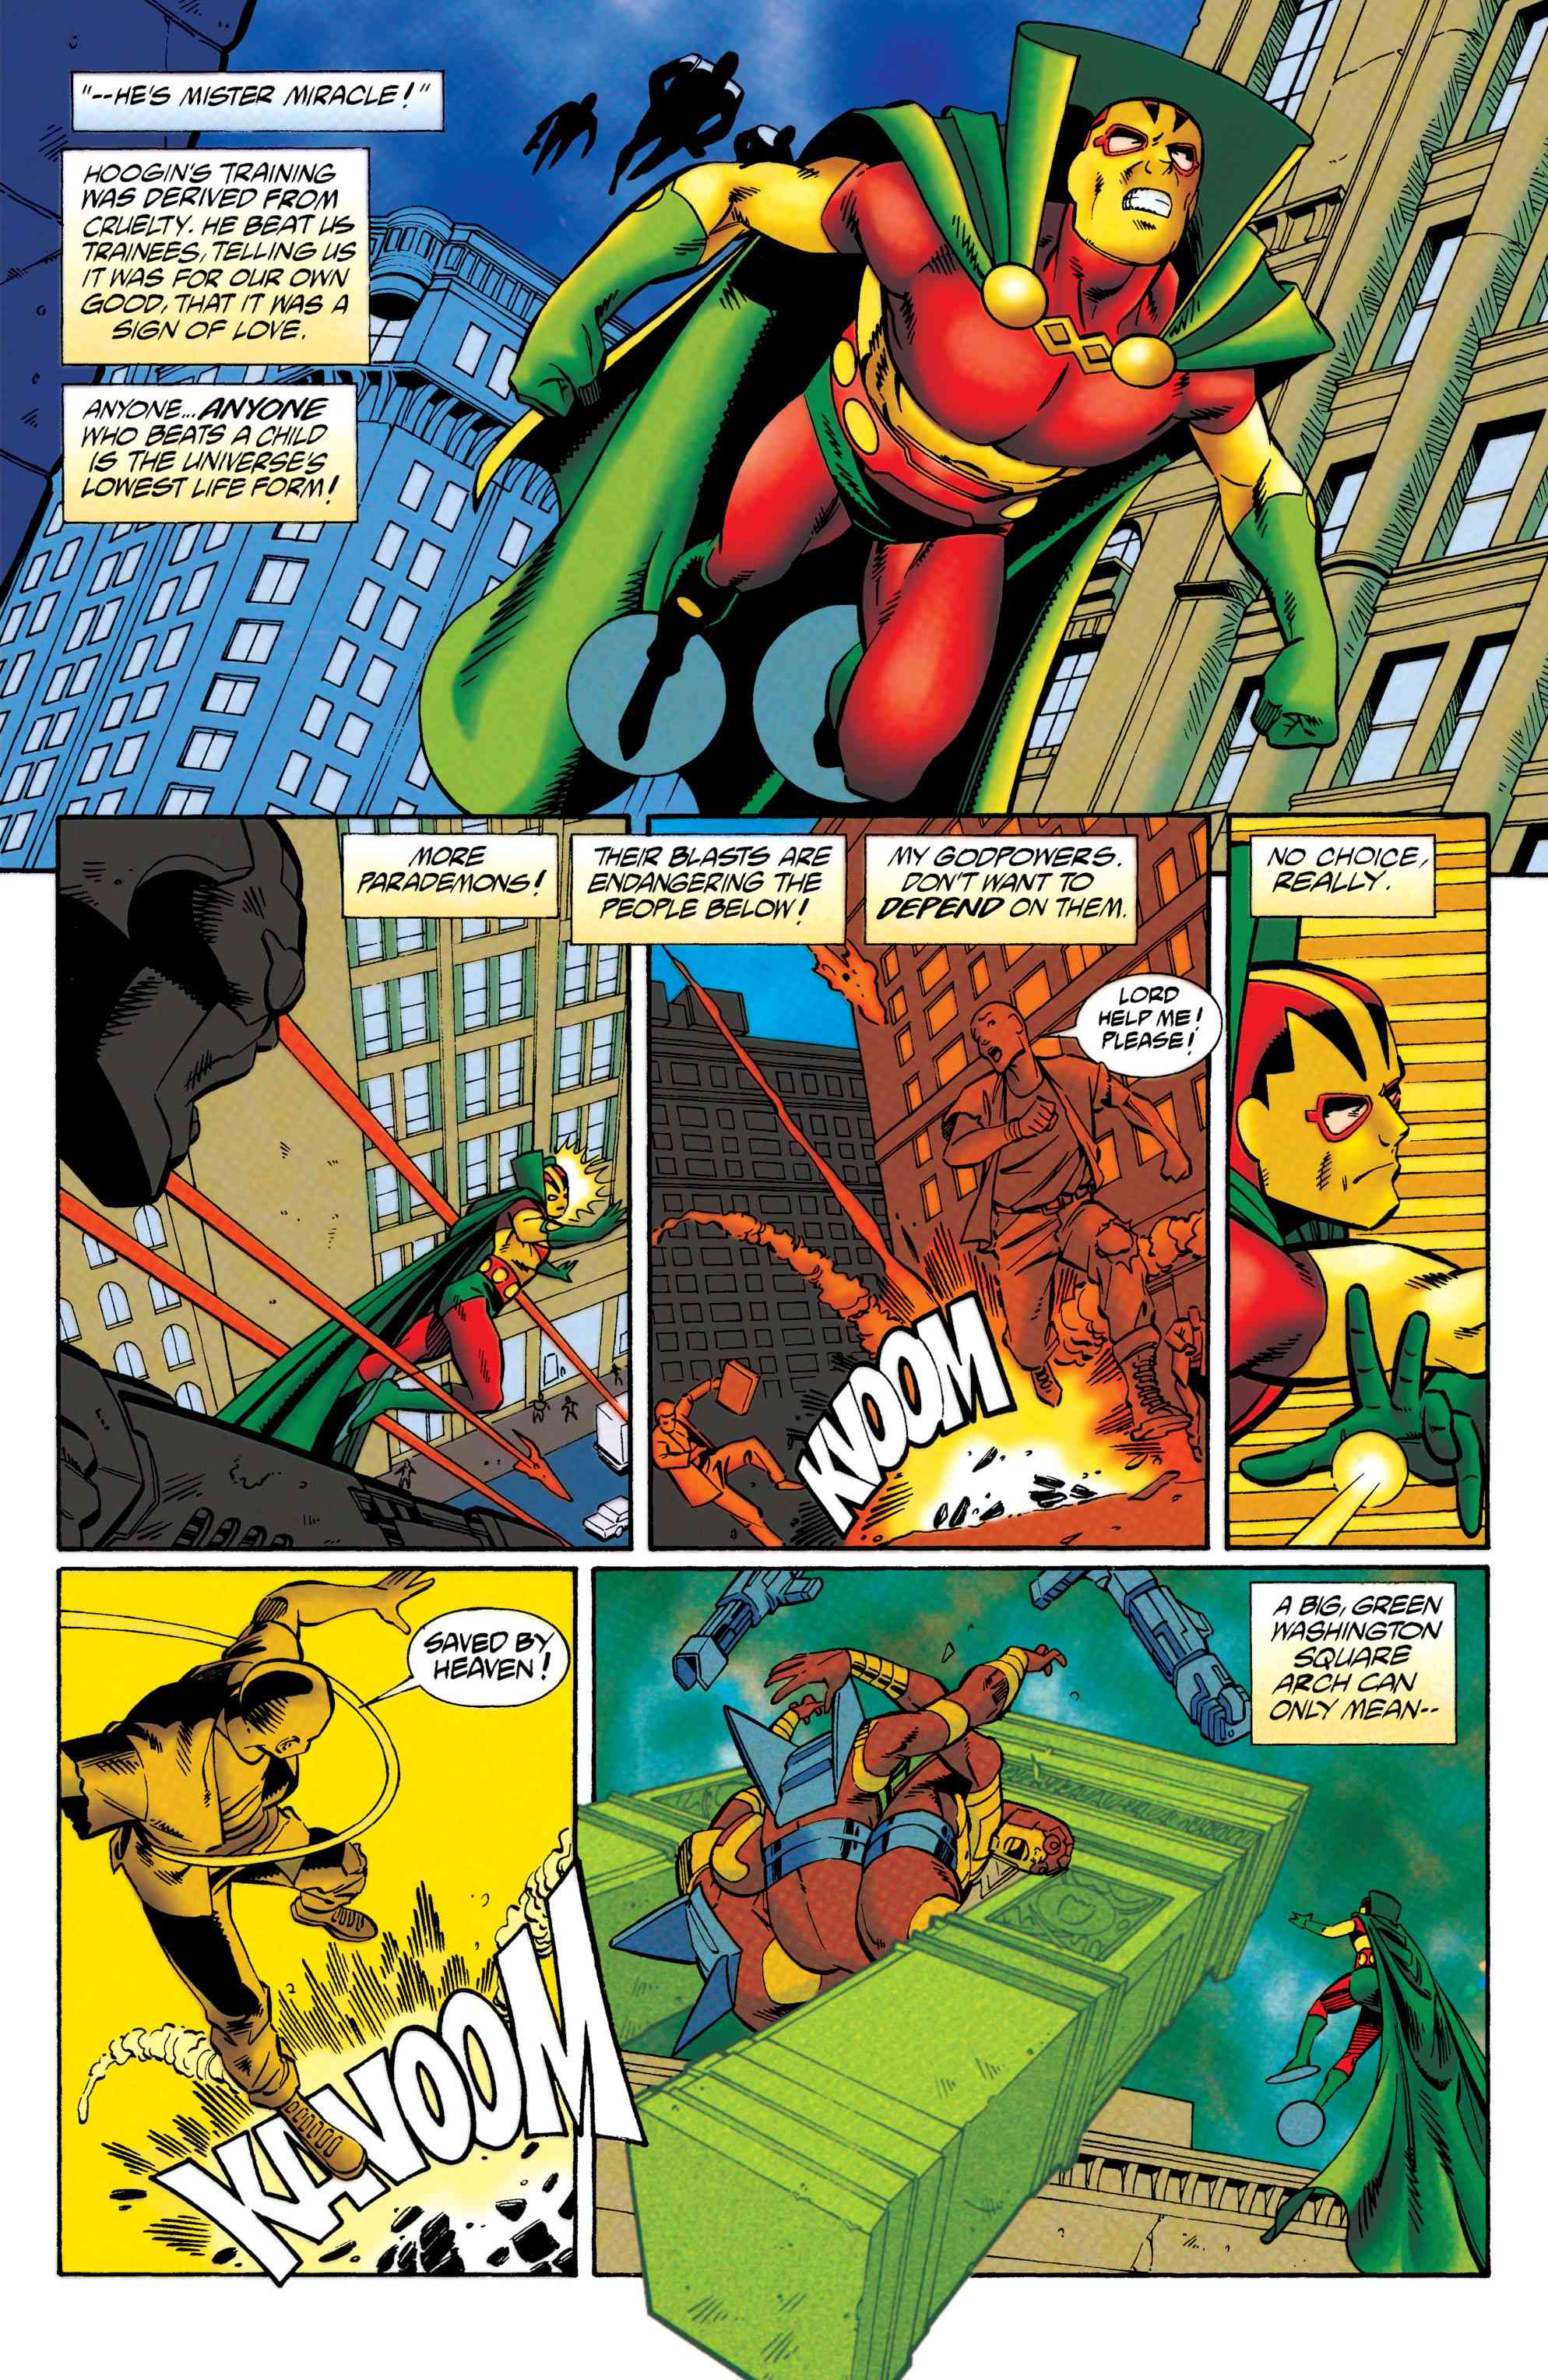 "--HE'S MISTER MIRACLE!"
HOOGIN'S TRAINING
WAS DERIVED FROM
CRUELTY. HE BEAT US
TRAINEES, TELLING US
IT WAS FOR OUR OWN
GOOD, THAT IT WAS A
SIGN OF LOVE.
ANYONE... ANYONE
WHO BEATS A CHILD
IS THE UNIVERSE'S
LOWEST LIFE FORM!
MORE
PARADEMONS!
THEIR BLASTS ARE
ENDANGERING THE
PEOPLE BELOW!
MY GODPOWERS.
DON'T WANT TO
DEPEND ON THEM.
LORD
HELP ME!
PLEASE!
KVOOM
NO CHOICE,
REALLY.
SAVED BY
HEAVEN!
KAVOOM
A BIG, GREEN
WASHINGTON
SQUARE
ARCH CAN
ONLY MEAN--